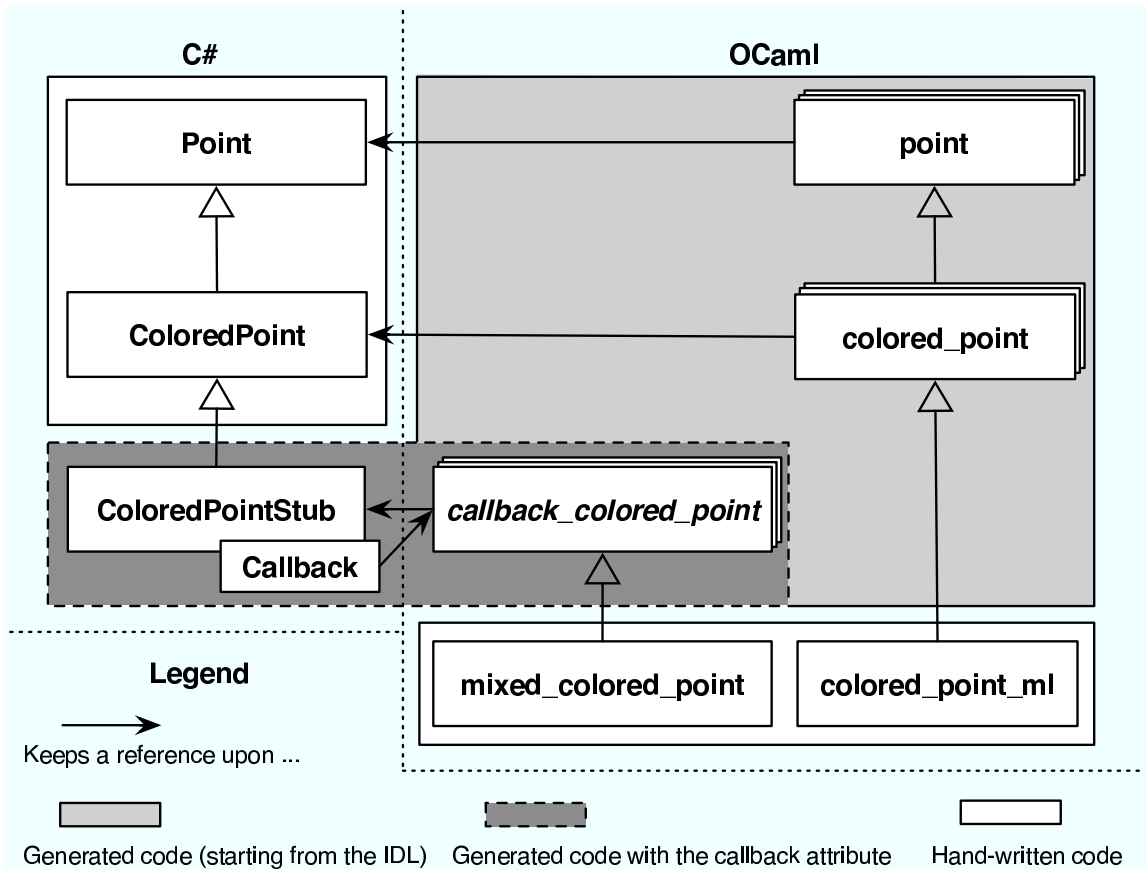 C#
OCaml
Point
point
ColoredPoint
colored_point
ColoredPointStub
callback_colored_point
Callback
mixed_colored_point
colored_point_ml
Legend
Keeps a reference upon ...
Generated code (starting from the IDL)
Generated code with the callback attribute
Hand-written code